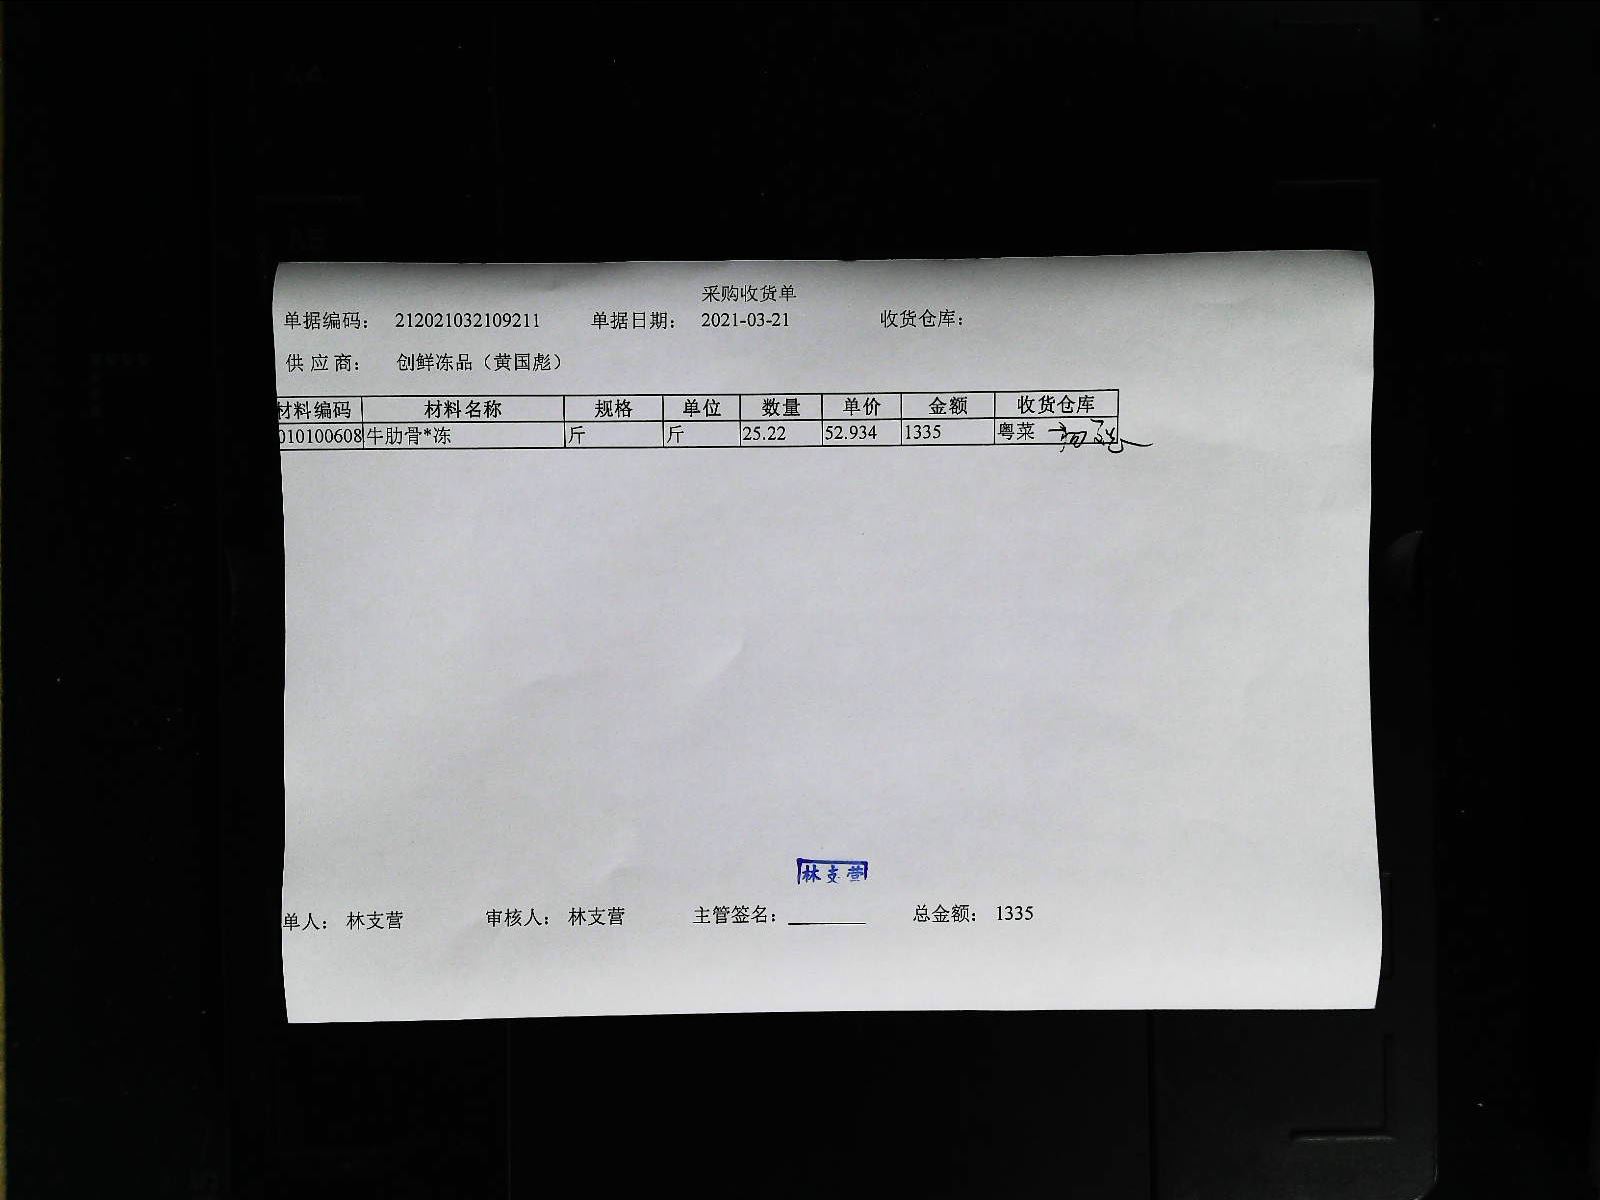 采购收货单
单据编码： 212021032109211 单据日期： 2021-03-21 收货仓库：
供 应 商： 创鲜冻品（黄国彪）
材料编码 材料名称 规格 单位 数量 单价 金额 收货仓库
010100608 牛肋骨*冻 斤 斤 25.22 52.934 1335 粤菜
林支营
单人： 林支营 审核人： 林支营 主管签名： 总金额： 1335